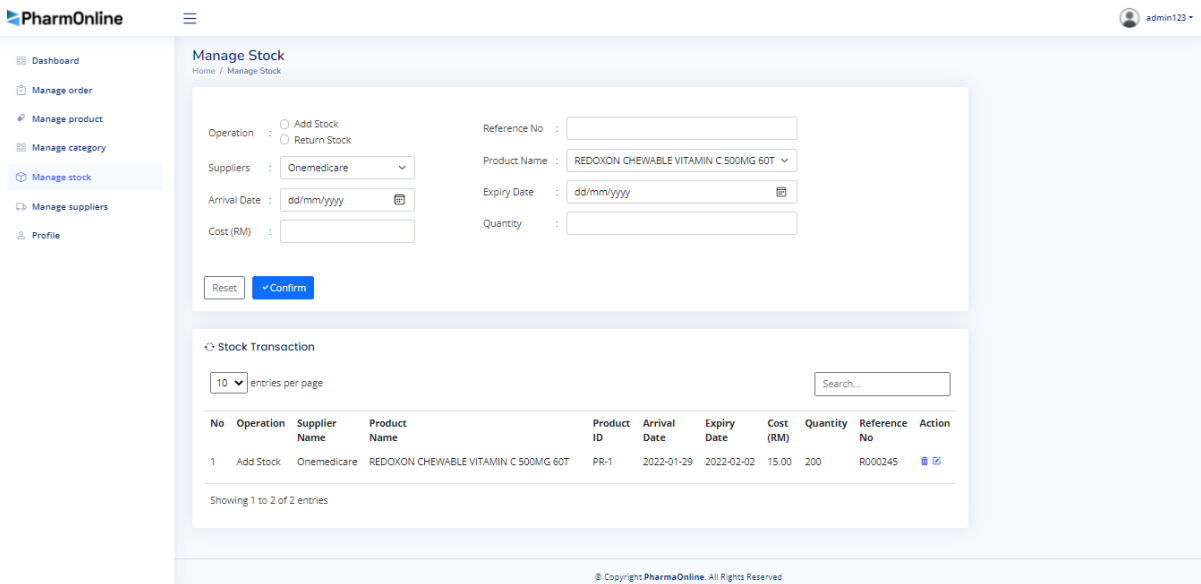 PharmOnline
admin123
Dashboard
Manage order
Manage product
Manage category
Manage stock
Manage suppliers
Profile
Manage Stock
Home / Manage Stock
Operation : Add Stock
Return Stock
Suppliers : Onemedicare
Arrival Date : dd/mm/yyyy
Cost (RM) :
Reference No :
Product Name : REDOXON CHEWABLE VITAMIN C 500MG 60T
Expiry Date : dd/mm/yyyy
Quantity :
Reset Confirm
Stock Transaction
10 entries per page Search...
No Operation Supplier Name Product Name Product ID Arrival Date Expiry Date Cost (RM) Quantity Reference No Action
1 Add Stock Onemedicare REDOXON CHEWABLE VITAMIN C 500MG 60T PR-1 2022-01-29 2022-02-02 15.00 200 R000245
Showing 1 to 2 of 2 entries
© Copyright PharmaOnline. All Rights Reserved